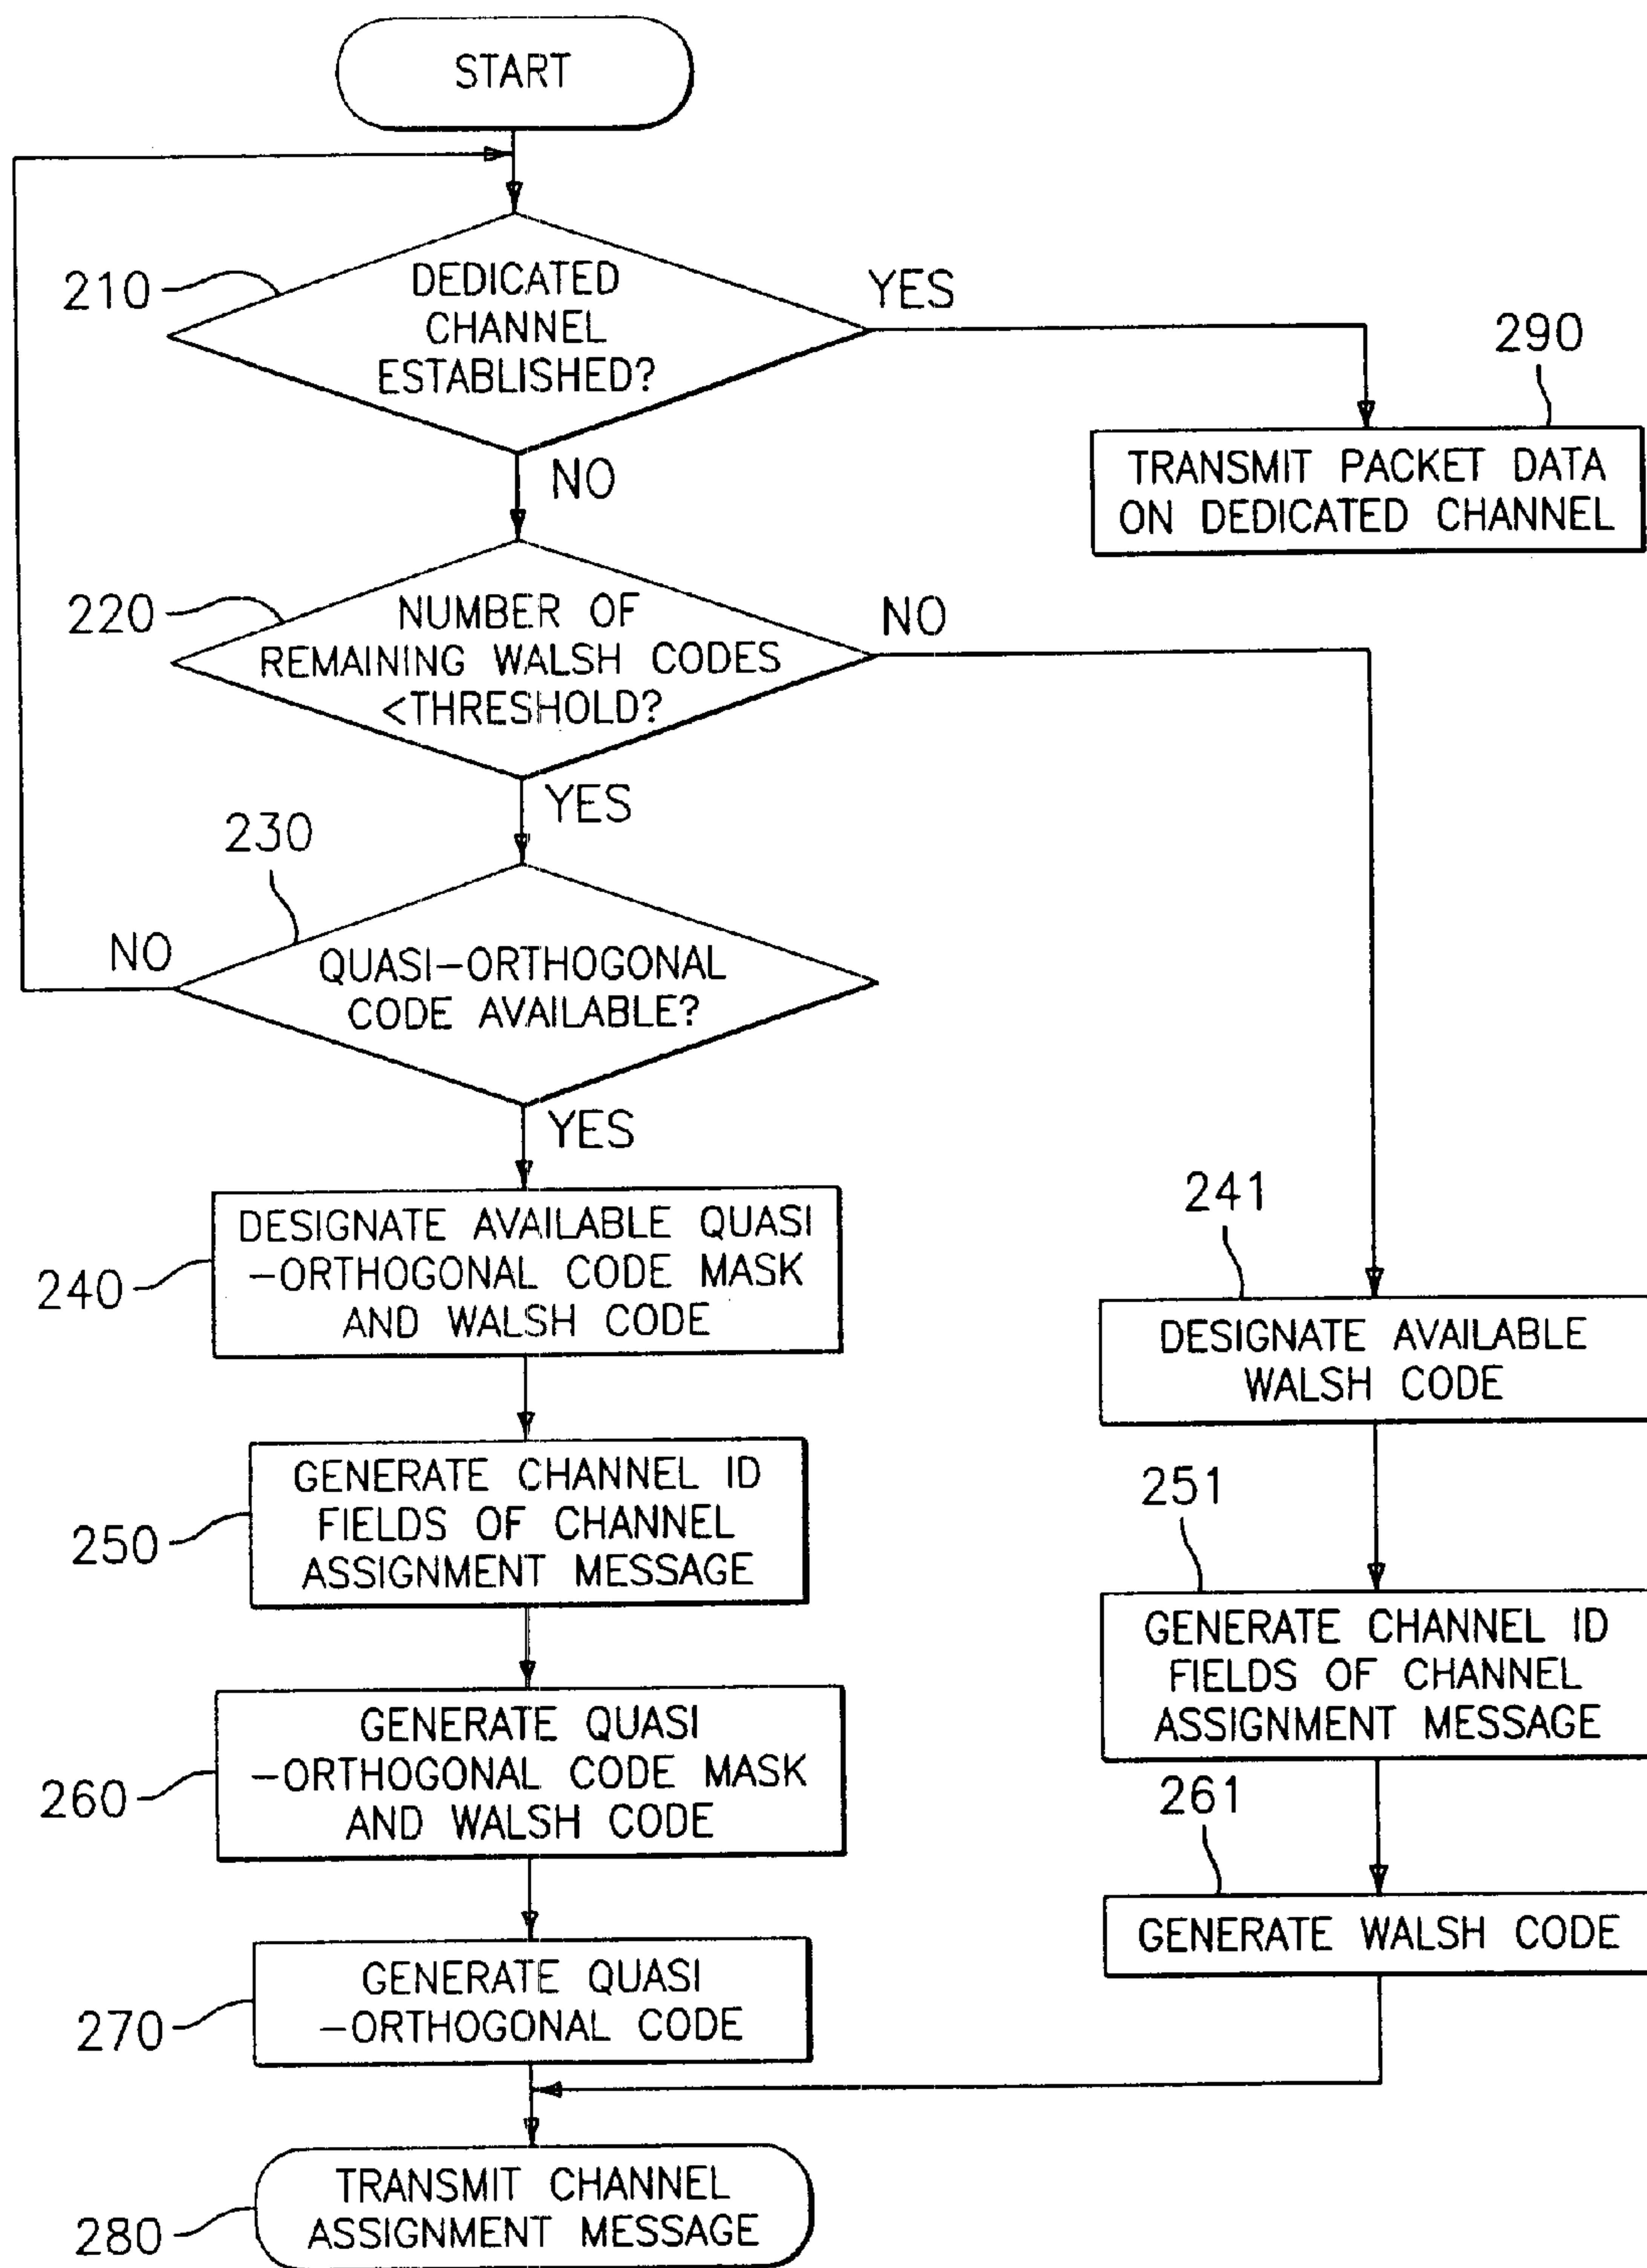 START
210
DEDICATED
CHANNEL
ESTABLISHED?
YES
290
TRANSMIT PACKET DATA
ON DEDICATED CHANNEL
NO
220
NUMBER OF
REMAINING WALSH CODES
<THRESHOLD?
NO
YES
230
NO
QUASI-ORTHOGONAL
CODE AVAILABLE?
YES
240
DESIGNATE AVAILABLE QUASI
-ORTHOGONAL CODE MASK
AND WALSH CODE
241
DESIGNATE AVAILABLE
WALSH CODE
250
GENERATE CHANNEL ID
FIELDS OF CHANNEL
ASSIGNMENT MESSAGE
251
GENERATE CHANNEL ID
FIELDS OF CHANNEL
ASSIGNMENT MESSAGE
260
GENERATE QUASI
-ORTHOGONAL CODE MASK
AND WALSH CODE
261
GENERATE WALSH CODE
270
GENERATE QUASI
-ORTHOGONAL CODE
280
TRANSMIT CHANNEL
ASSIGNMENT MESSAGE